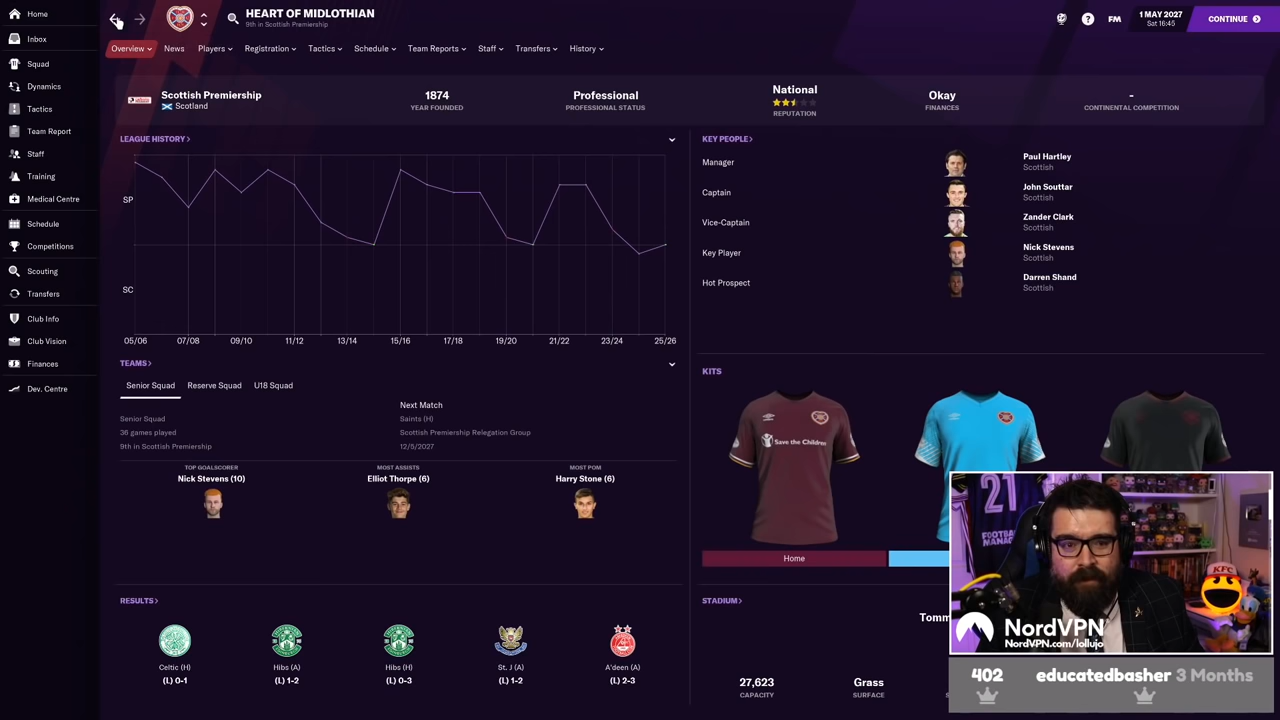 Home
Inbox
Squad
Dynamics
Tactics
Team Report
Staff
Training
Medical Centre
Schedule
Competitions
Scouting
Transfers
Club Info
Club Vision
Finances
Dev. Centre
HEART OF MIDLOTHIAN
9th in Scottish Premiership
FM
1 MAY 2027
Sat 16:45
CONTINUE
Overview
News
Players
Registration
Tactics
Schedule
Team Reports
Staff
Transfers
History
Scottish Premiership
Scotland
1874
YEAR FOUNDED
Professional
PROFESSIONAL STATUS
National
REPUTATION
Okay
FINANCES
-
CONTINENTAL COMPETITION
LEAGUE HISTORY
SP
SC
05/06 07/08 09/10 11/12 13/14 15/16 17/18 19/20 21/22 23/24 25/26
KEY PEOPLE
Manager
Paul Hartley
Scottish
Captain
John Souttar
Scottish
Vice-Captain
Zander Clark
Scottish
Key Player
Nick Stevens
Scottish
Hot Prospect
Darren Shand
Scottish
TEAMS
Senior Squad
Reserve Squad
U18 Squad
Senior Squad
36 games played
9th in Scottish Premiership
Next Match
Saints (H)
Scottish Premiership Relegation Group
12/5/2027
TOP GOALSCORER
Nick Stevens (10)
MOST ASSISTS
Elliot Thorpe (6)
MOST POM
Harry Stone (6)
KITS
Save the Children
Home
RESULTS
Celtic (H)
(L) 0-1
Hibs (A)
(L) 1-2
Hibs (H)
(L) 0-3
St. J (A)
(L) 1-2
A'deen (A)
(L) 2-3
STADIUM
Tomm
27,623
CAPACITY
Grass
SURFACE
21
FOOTBALL
KFC
NordVPN
NordVPN.com/lollujo
402
educatedbasher 3 Months